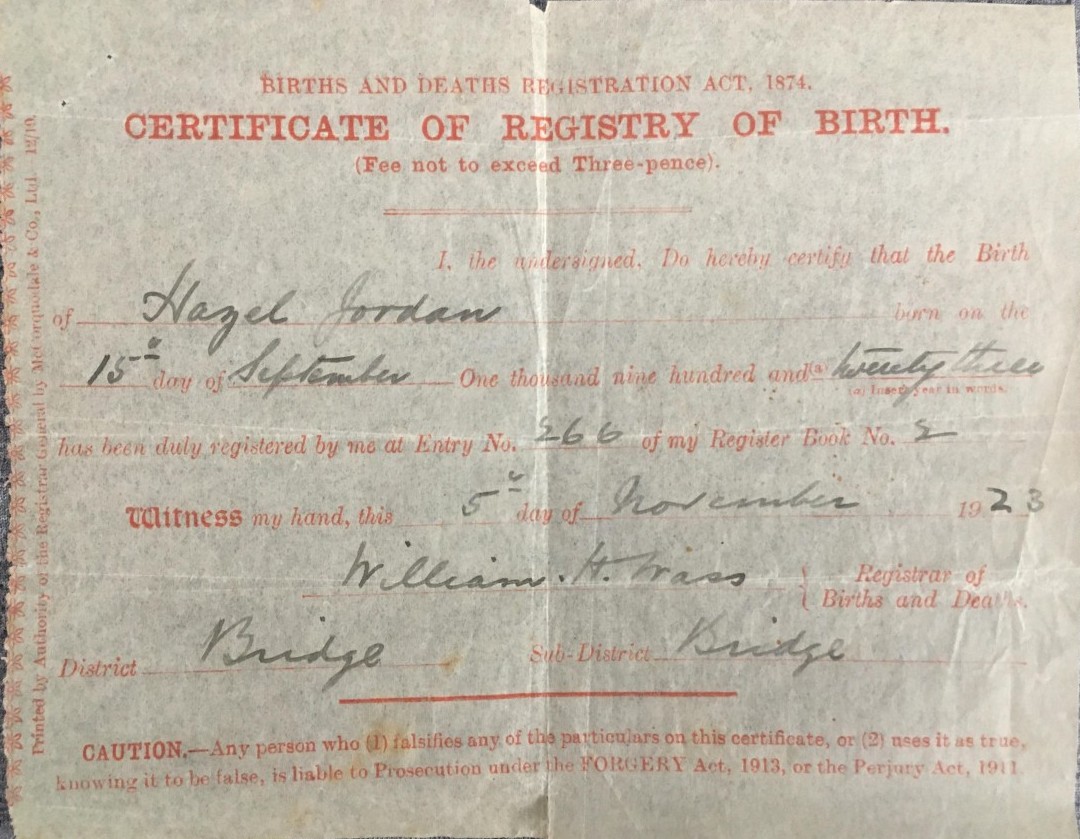 BIRTHS AND DEATHS REGISTRATION ACT, 1874.
CERTIFICATE OF REGISTRY OF BIRTH.
(Fee not to exceed Three-pence).
I, the undersigned, Do hereby certify that the Birth
of Hazel Jordan born on the
15" day of September One thousand nine hundred and (a) twenty three
(a) Insert year in words.
has been duly registered by me at Entry No. 266 of my Register Book No. 2
Witness my hand, this 5" day of November 1923
William. H. Wass Registrar of
Births and Deaths.
District Bridge Sub-District Bridge
CAUTION.—Any person who (1) falsifies any of the particulars on this certificate, or (2) uses it as true,
knowing it to be false, is liable to Prosecution under the FORGERY Act, 1913, or the Perjury Act, 1911
Printed by Authority of the Registrar General by McCorquodale & Co., Ltd. 12/19.